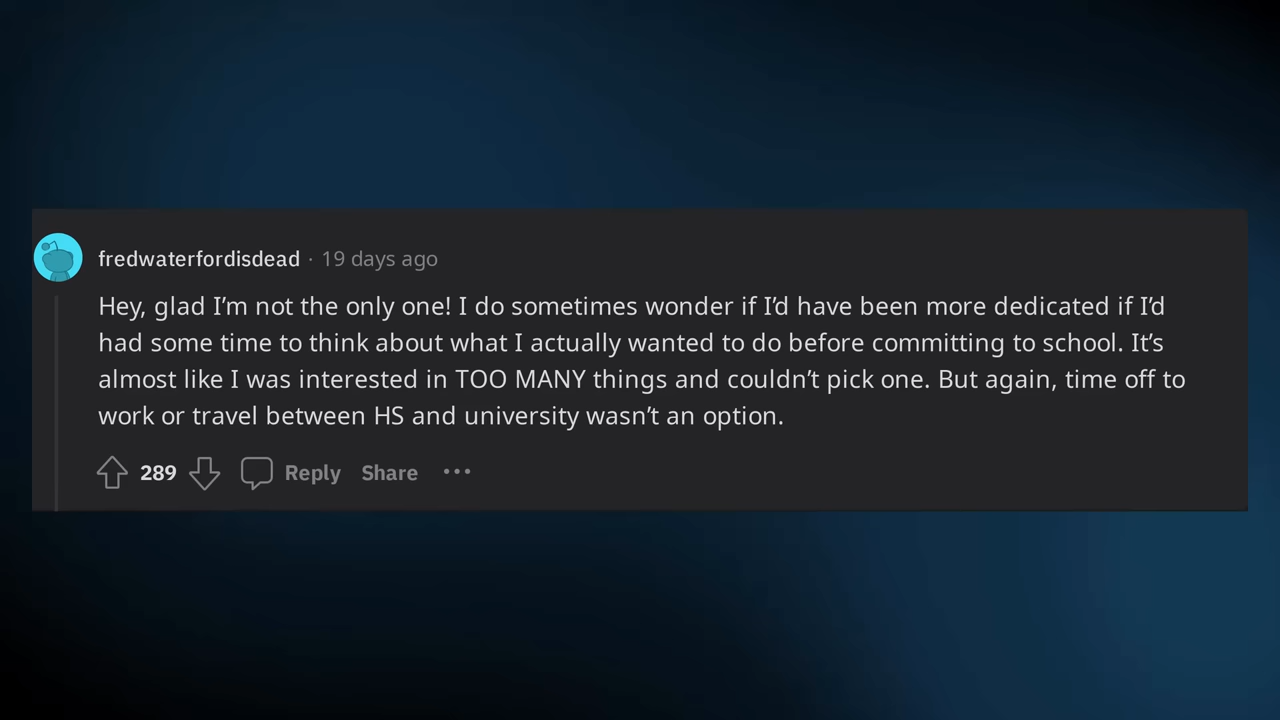 fredwaterfordisdead · 19 days ago
Hey, glad I’m not the only one! I do sometimes wonder if I’d have been more dedicated if I’d
had some time to think about what I actually wanted to do before committing to school. It’s
almost like I was interested in TOO MANY things and couldn’t pick one. But again, time off to
work or travel between HS and university wasn’t an option.
289 Reply Share •••